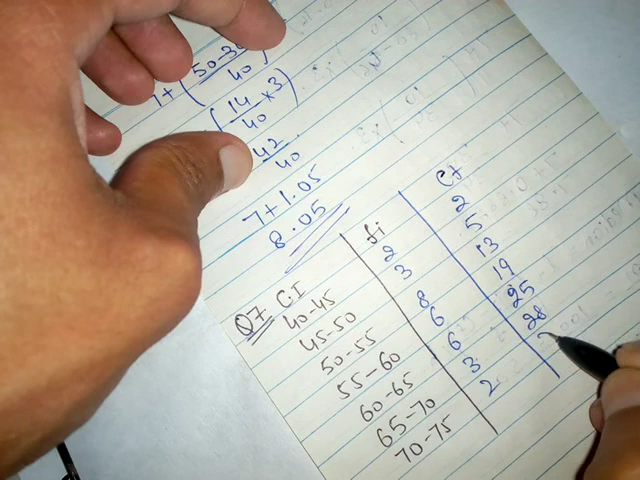 7+(50-36/40)
(14/40×3)
42/40
7+1.05
8.05
Q7. CI fi Cf
40-45 2 2
45-50 3 5
50-55 8 13
55-60 6 19
60-65 6 25
65-70 3 28
70-75 2